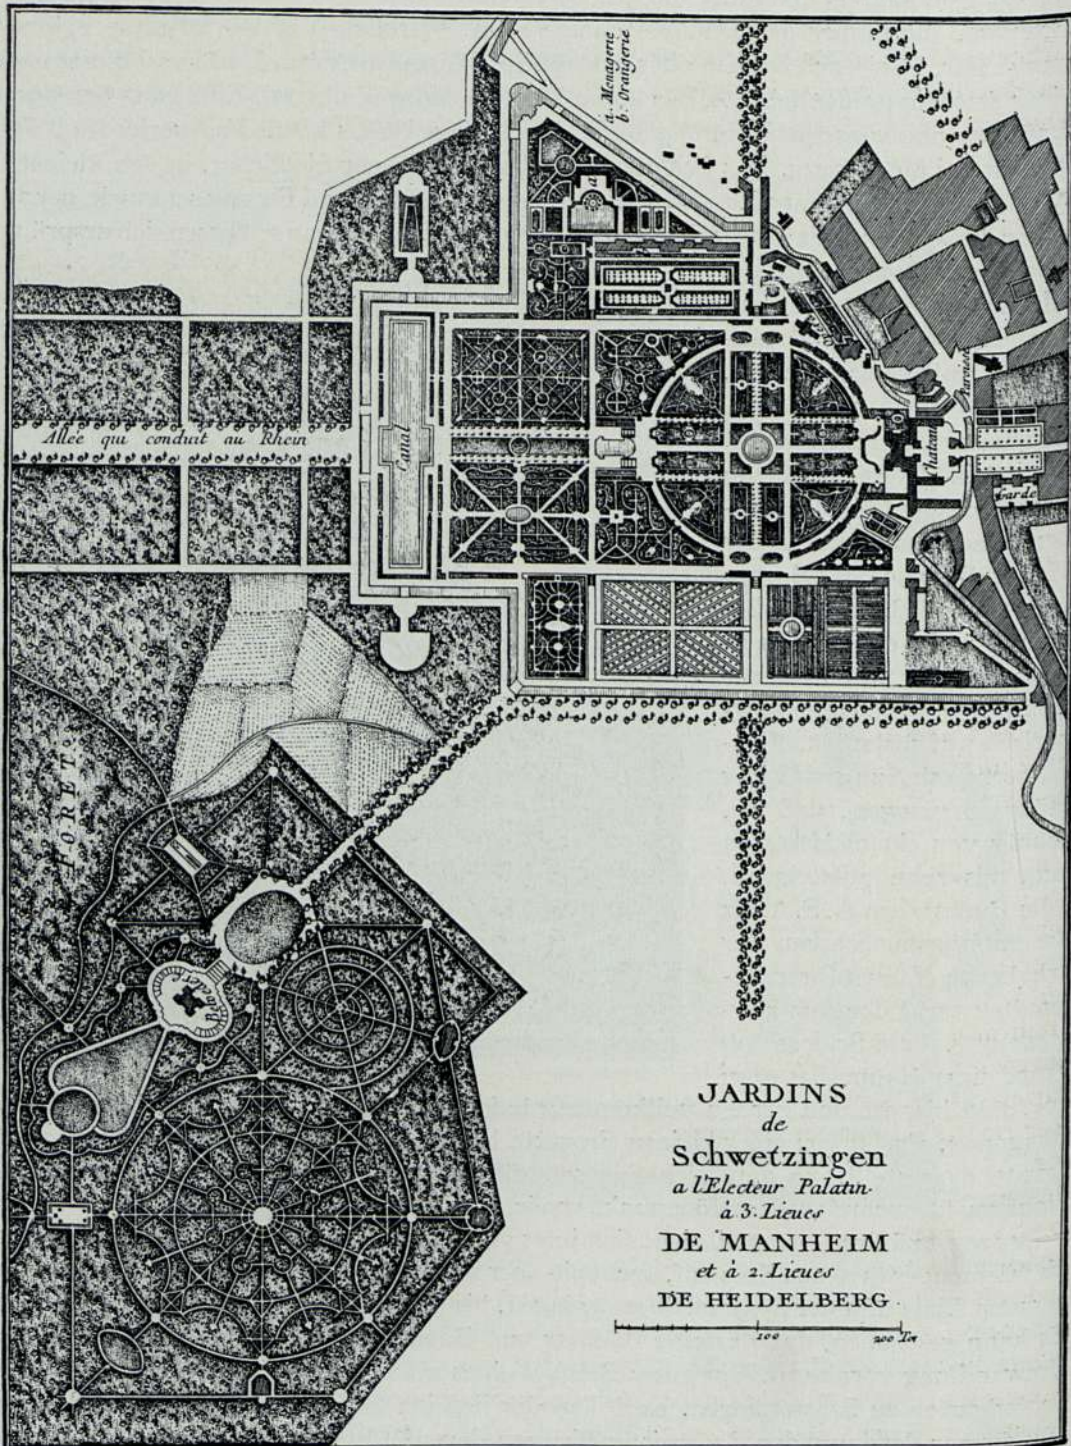 a. Menagerie
b: Orangerie
a
Allée qui conduit au Rhein
Canal
Chateau
Garde
FORET.
JARDINS
de
Schwetzingen
a l'Electeur Palatin.
à 3. Lieues
DE MANHEIM
et à 2. Lieues
DE HEIDELBERG
100
200 To